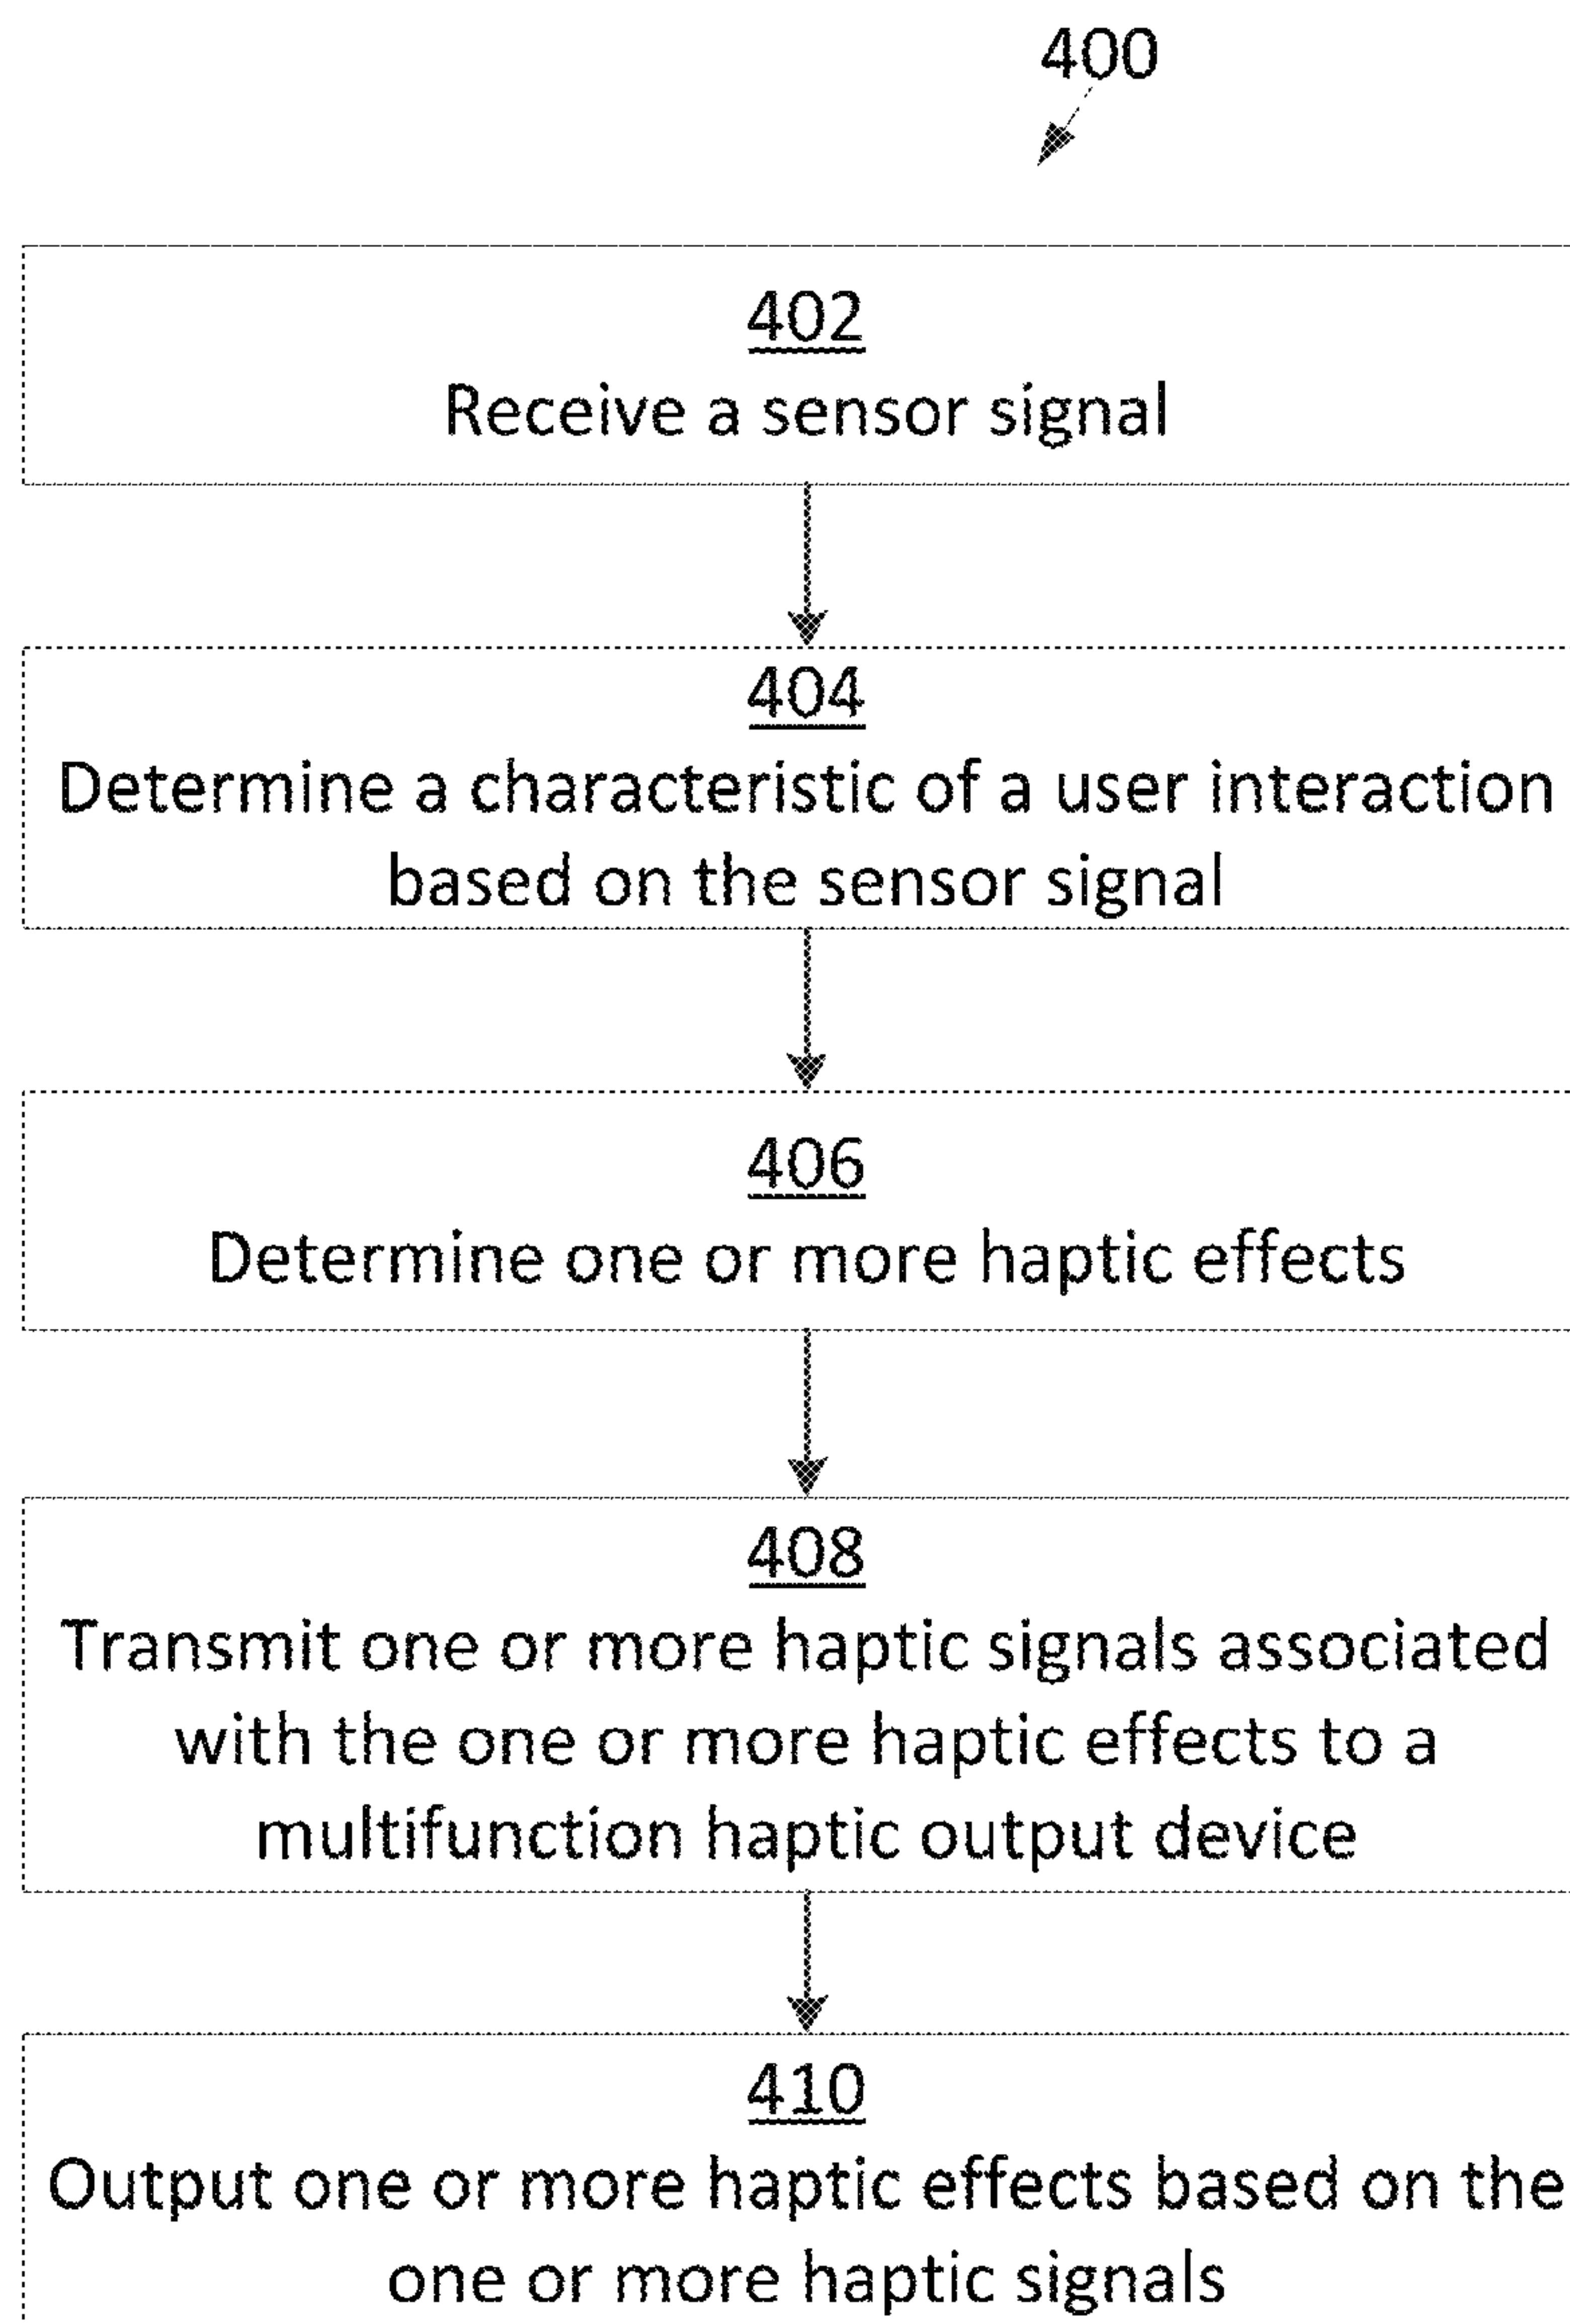 400
402
Receive a sensor signal
404
Determine a characteristic of a user interaction
based on the sensor signal
406
Determine one or more haptic effects
408
Transmit one or more haptic signals associated
with the one or more haptic effects to a
multifunction haptic output device
410
Output one or more haptic effects based on the
one or more haptic signals